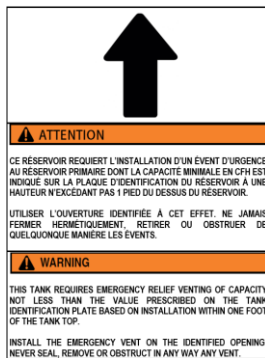 ATTENTION
CE RÉSERVOIR REQUIERT L'INSTALLATION D'UN ÉVENT D'URGENCE
AU RÉSERVOIR PRIMAIRE DONT LA CAPACITÉ MINIMALE EN CFH EST
INDIQUÉ SUR LA PLAQUE D'IDENTIFICATION DU RÉSERVOIR À UNE
HAUTEUR N'EXCÉDANT PAS 1 PIED DU DESSUS DU RÉSERVOIR.
UTILISER L'OUVERTURE IDENTIFIÉE À CET EFFET. NE JAMAIS
FERMER HERMÉTIQUEMENT, RETIRER OU OBSTRUER DE
QUELQUONQUE MANIÈRE LES ÉVENTS.
WARNING
THIS TANK REQUIRES EMERGENCY RELIEF VENTING OF CAPACITY
NOT LESS THAN THE VALUE PRESCRIBED ON THE TANK
IDENTIFICATION PLATE BASED ON INSTALLATION WITHIN ONE FOOT
OF THE TANK TOP.
INSTALL THE EMERGENCY VENT ON THE IDENTIFIED OPENING.
NEVER SEAL, REMOVE OR OBSTRUCT IN ANY WAY ANY VENT.